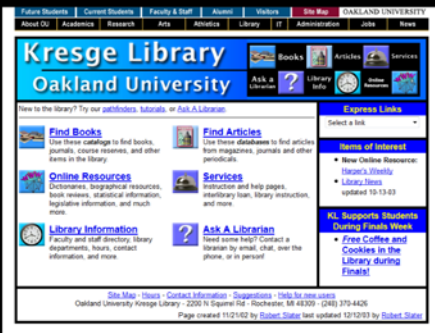 Future Students Current Students Faculty & Staff Alumni Visitors Site Map OAKLAND UNIVERSITY
About OU Academics Research Arts Athletics Library IT Administration Jobs News
Kresge Library
Oakland University
Books Articles Services
Ask a Librarian Library Info Online Resources
New to the library? Try our pathfinders, tutorials, or Ask A Librarian.
Find Books
Use these catalogs to find books,
journals, course reserves, and other
items in the library.
Find Articles
Use these databases to find articles
from magazines, journals and other
periodicals.
Online Resources
Dictionaries, biographical resources,
book reviews, statistical information,
legislative information, and much
more.
Services
Instruction and help pages,
interlibrary loan, library instruction,
and more.
Library Information
Faculty and staff directory, library
departments, hours, contact
information, and more.
Ask A Librarian
Need some help? Contact a
librarian by email, chat, over the
phone, or in person!
Express Links
Select a link
Items of Interest
New Online Resource:
Harper's Weekly
Library News
updated 10-13-03
KL Supports Students
During Finals Week
Free Coffee and
Cookies in the
Library during
Finals!
Site Map - Hours - Contact Information - Suggestions - Help for new users
Oakland University Kresge Library - 2200 N Squirrel Rd - Rochester, MI 48309 - (248) 370-4426
Page created 11/21/02 by Robert Slater last updated 12/12/03 by Robert Slater